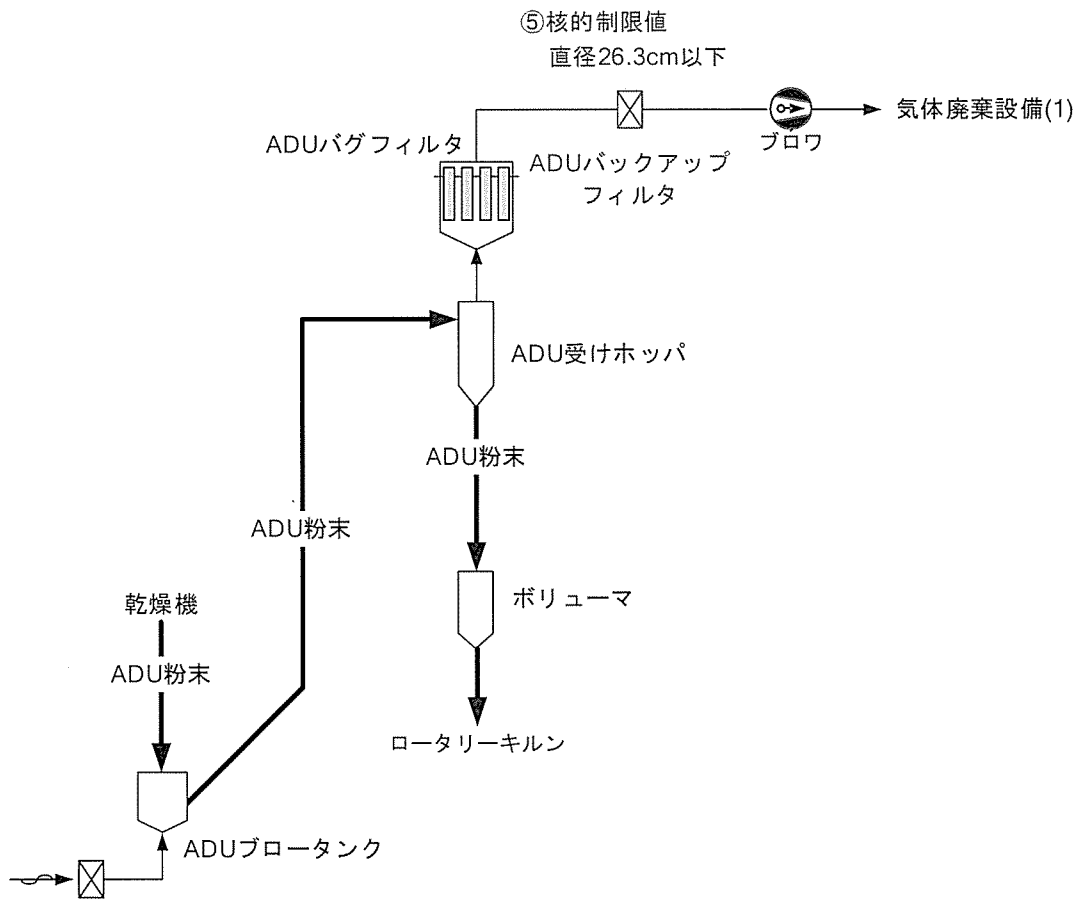 ⑤核的制限値
直径26.3cm以下
気体廃棄設備(1)
ブロワ
ADUバグフィルタ
ADUバックアップ
フィルタ
ADU受けホッパ
ADU粉末
ADU粉末
ボリューマ
乾燥機
ADU粉末
ロータリーキルン
ADUブロータンク